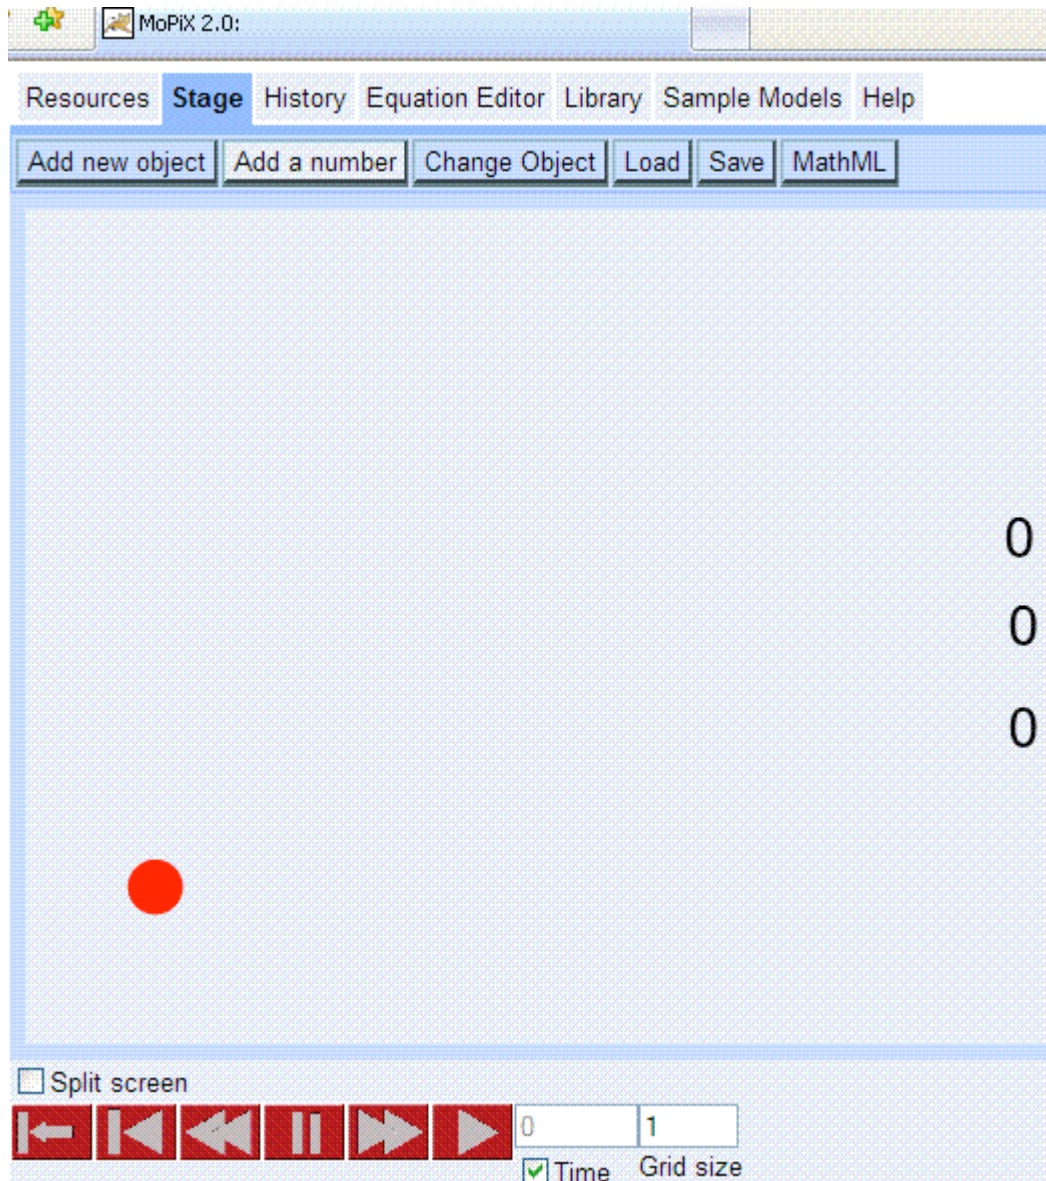 MoPiX 2.0:
Resources Stage History Equation Editor Library Sample Models Help
Add new object Add a number Change Object Load Save MathML
0
0
0
Split screen
0 1
Time Grid size